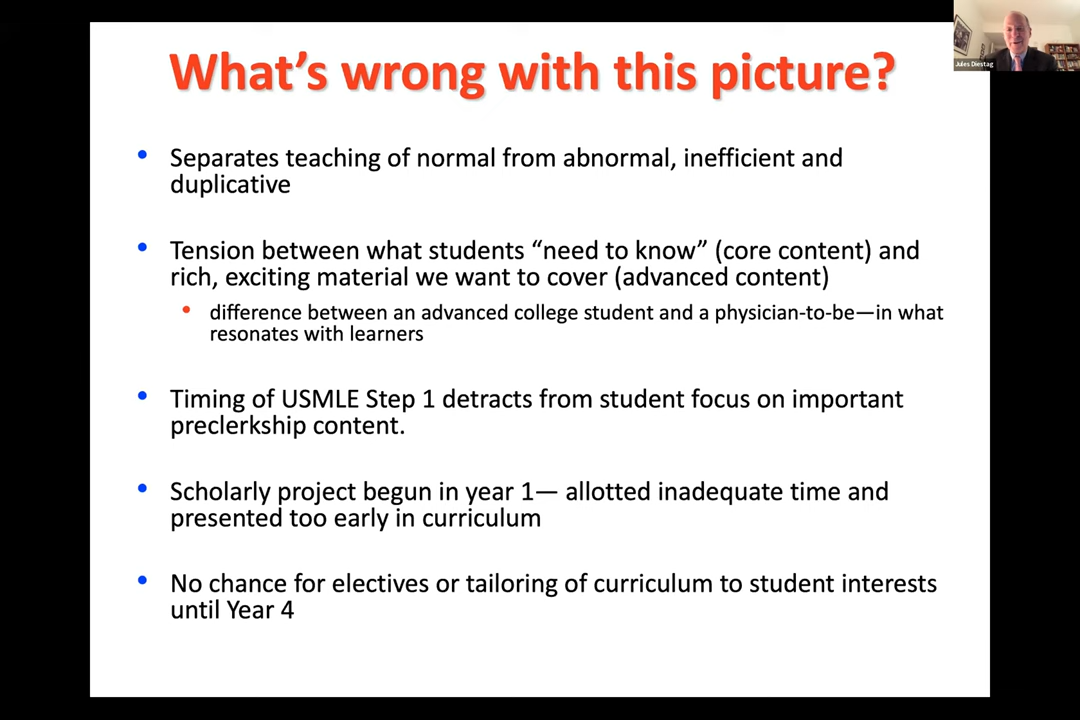 What's wrong with this picture?
Jules Dienstag
• Separates teaching of normal from abnormal, inefficient and
duplicative
• Tension between what students “need to know” (core content) and
rich, exciting material we want to cover (advanced content)
• difference between an advanced college student and a physician-to-be—in what
resonates with learners
• Timing of USMLE Step 1 detracts from student focus on important
preclerkship content.
• Scholarly project begun in year 1— allotted inadequate time and
presented too early in curriculum
• No chance for electives or tailoring of curriculum to student interests
until Year 4